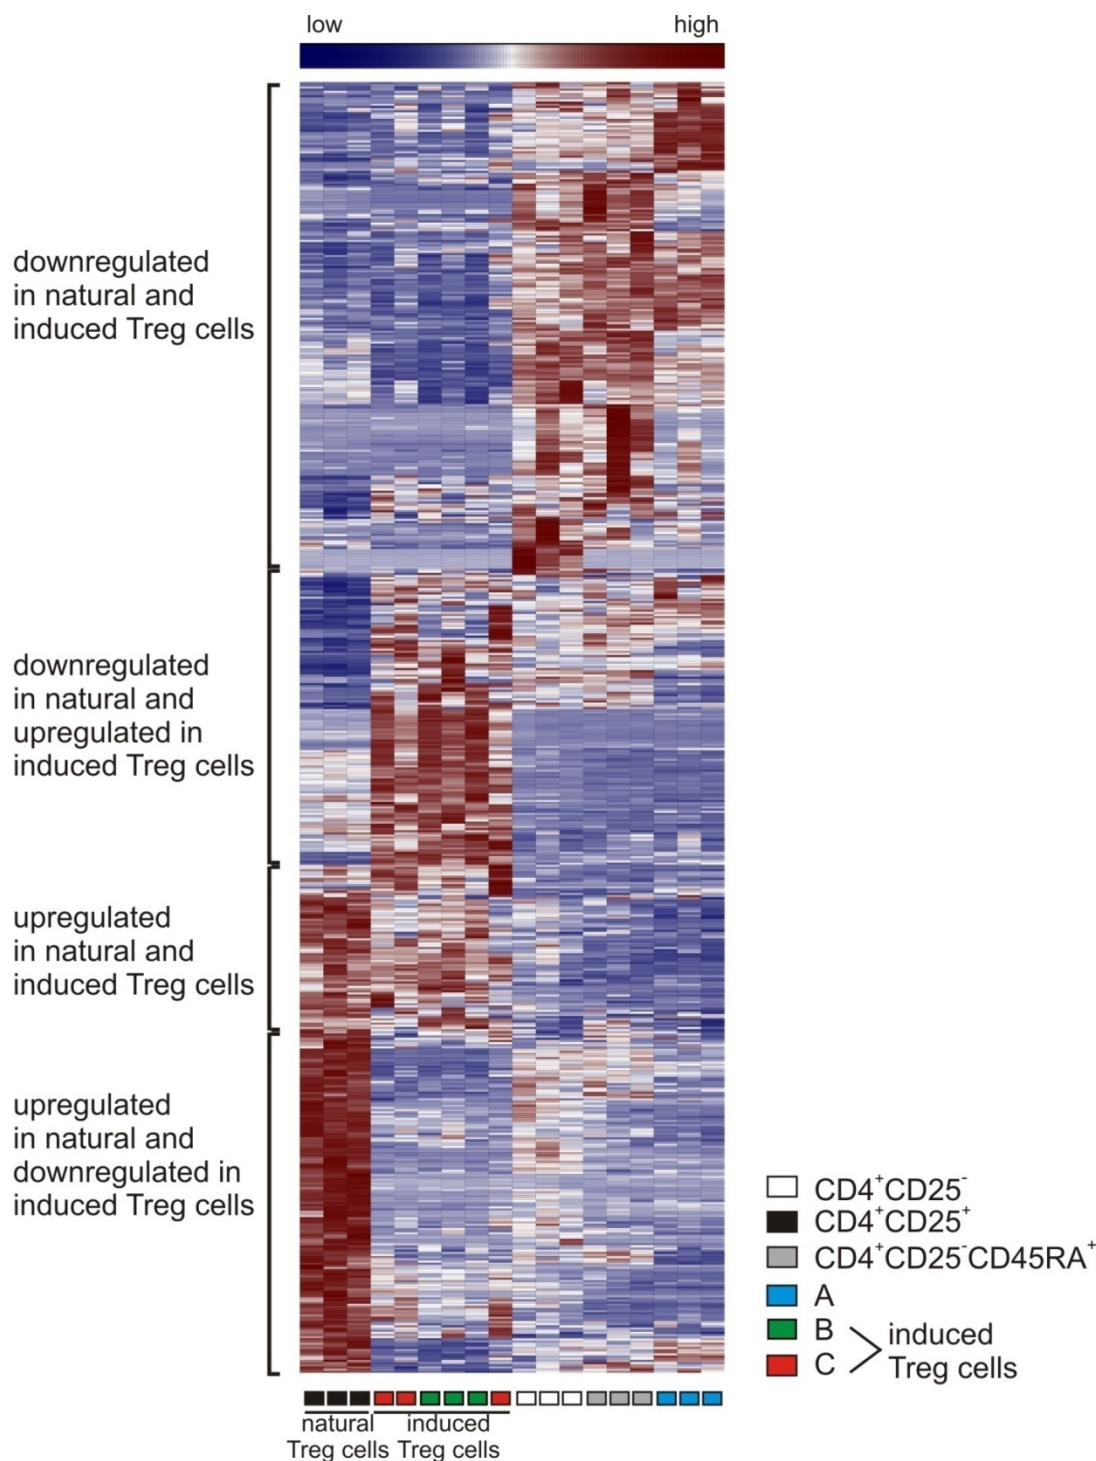 low high
downregulated
in natural and
induced Treg cells
downregulated
in natural and
upregulated in
induced Treg cells
upregulated
in natural and
induced Treg cells
upregulated
in natural and
downregulated in
induced Treg cells
CD4⁺CD25⁻
CD4⁺CD25⁺
CD4⁺CD25⁻CD45RA⁺
A
B
C
induced
Treg cells
natural
Treg cells
induced
Treg cells